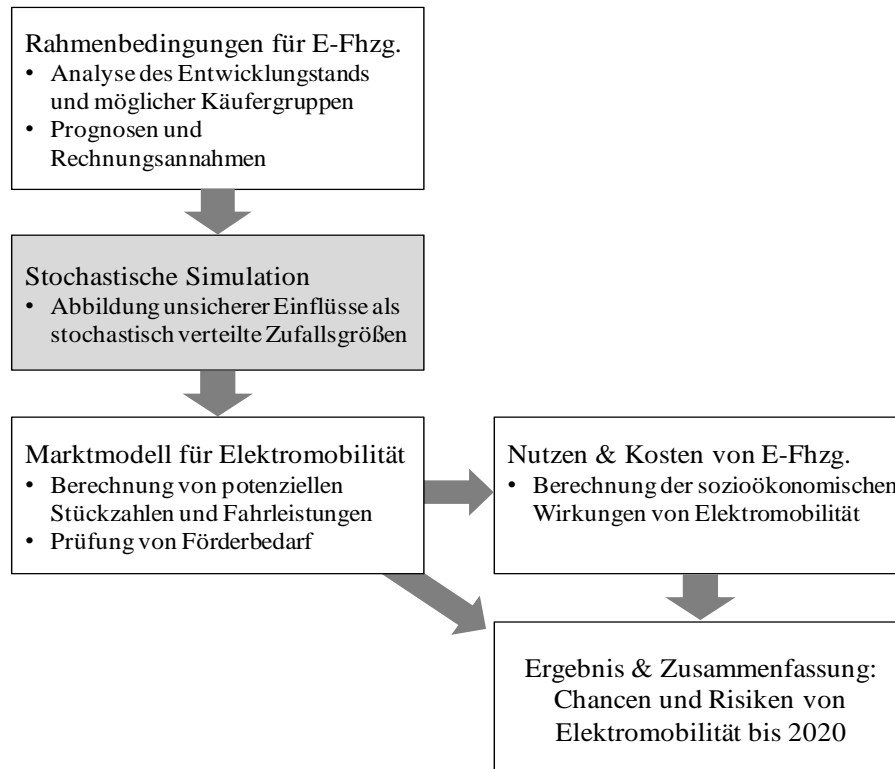 Rahmenbedingungen für E-Fhzg.
• Analyse des Entwicklungstands
und möglicher Käufergruppen
• Prognosen und
Rechnungsannahmen
Stochastische Simulation
• Abbildung unsicherer Einflüsse als
stochastisch verteilte Zufallsgrößen
Marktmodell für Elektromobilität
• Berechnung von potenziellen
Stückzahlen und Fahrleistungen
• Prüfung von Förderbedarf
Nutzen & Kosten von E-Fhzg.
• Berechnung der sozioökonomischen
Wirkungen von Elektromobilität
Ergebnis & Zusammenfassung:
Chancen und Risiken von
Elektromobilität bis 2020